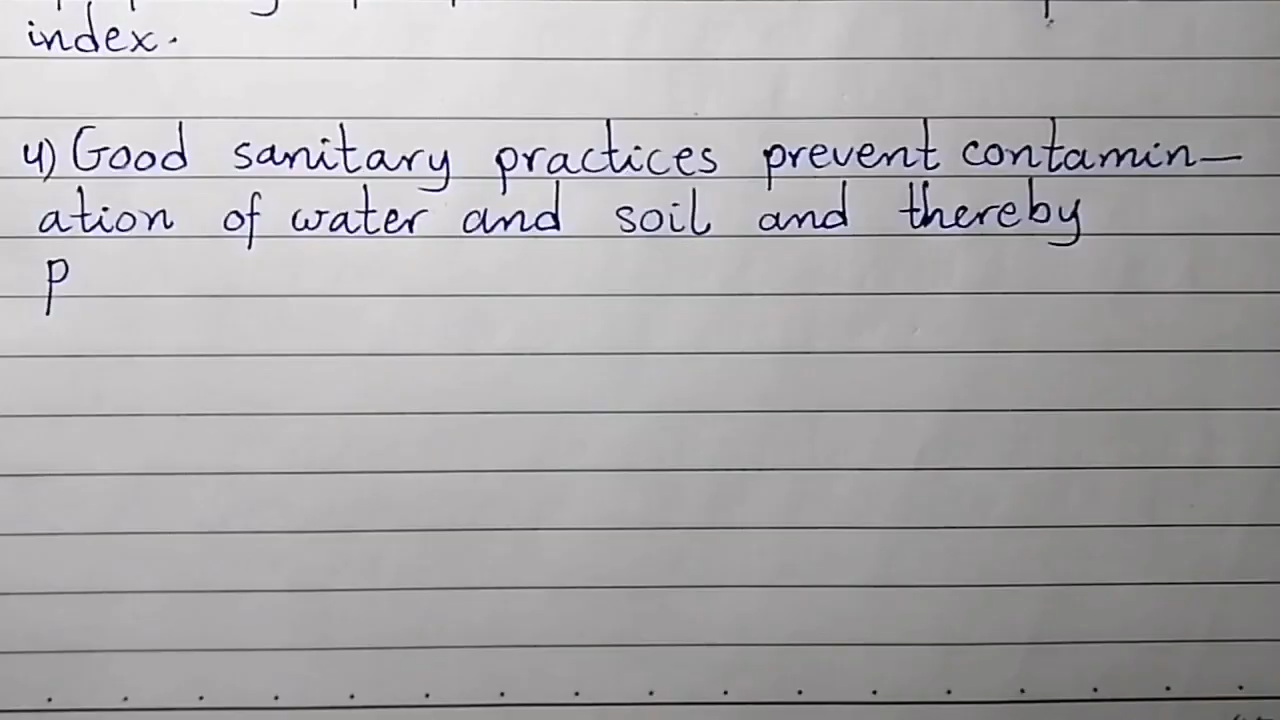 index.
4) Good sanitary practices prevent contamin-
ation of water and soil and thereby
p